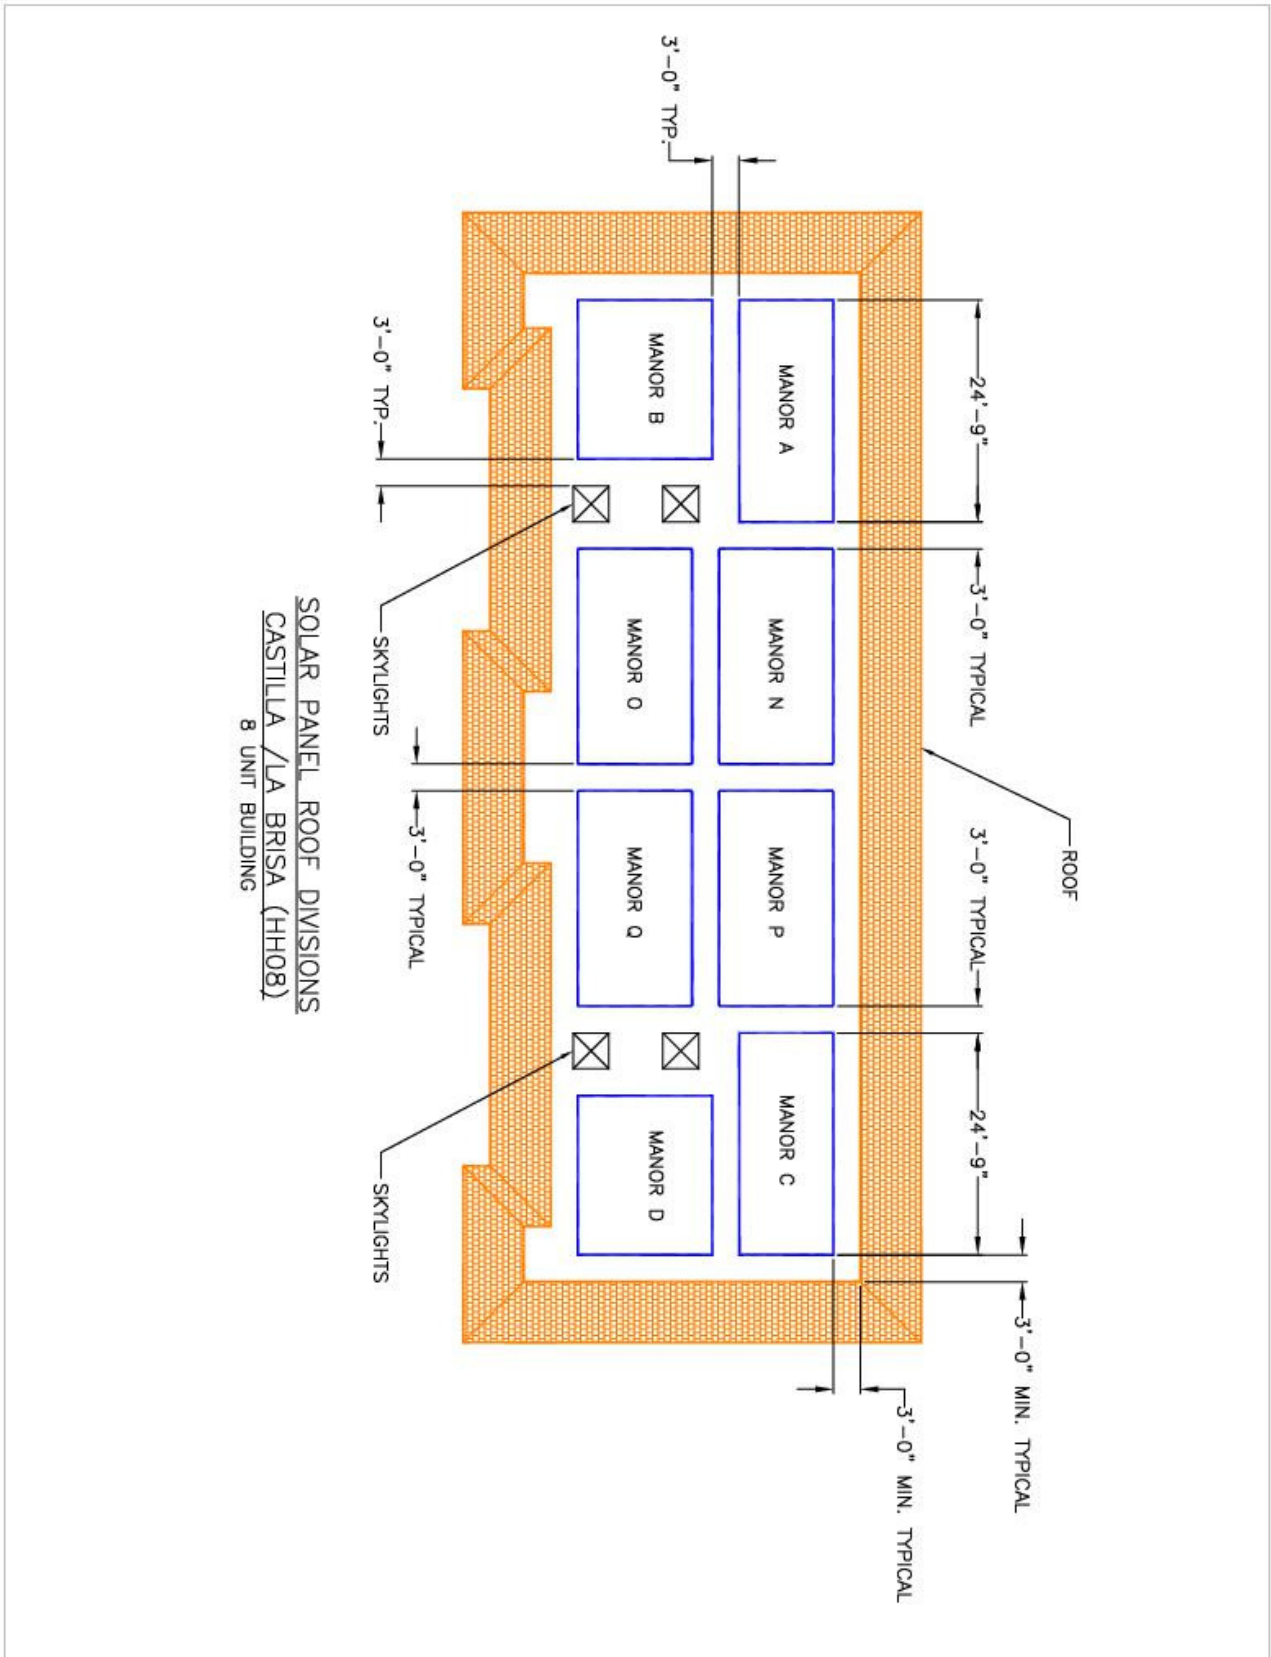 24'-9"
3'-0" TYPICAL
3'-0" TYPICAL
24'-9"
3'-0" MIN. TYPICAL
3'-0" MIN. TYPICAL
ROOF
3'-0" TYP.
MANOR A
MANOR N
MANOR P
MANOR C
MANOR B
MANOR O
MANOR Q
MANOR D
3'-0" TYP.
SKYLIGHTS
3'-0" TYPICAL
SKYLIGHTS
SOLAR PANEL ROOF DIVISIONS
CASTILLA /LA BRISA (HH08)
8 UNIT BUILDING